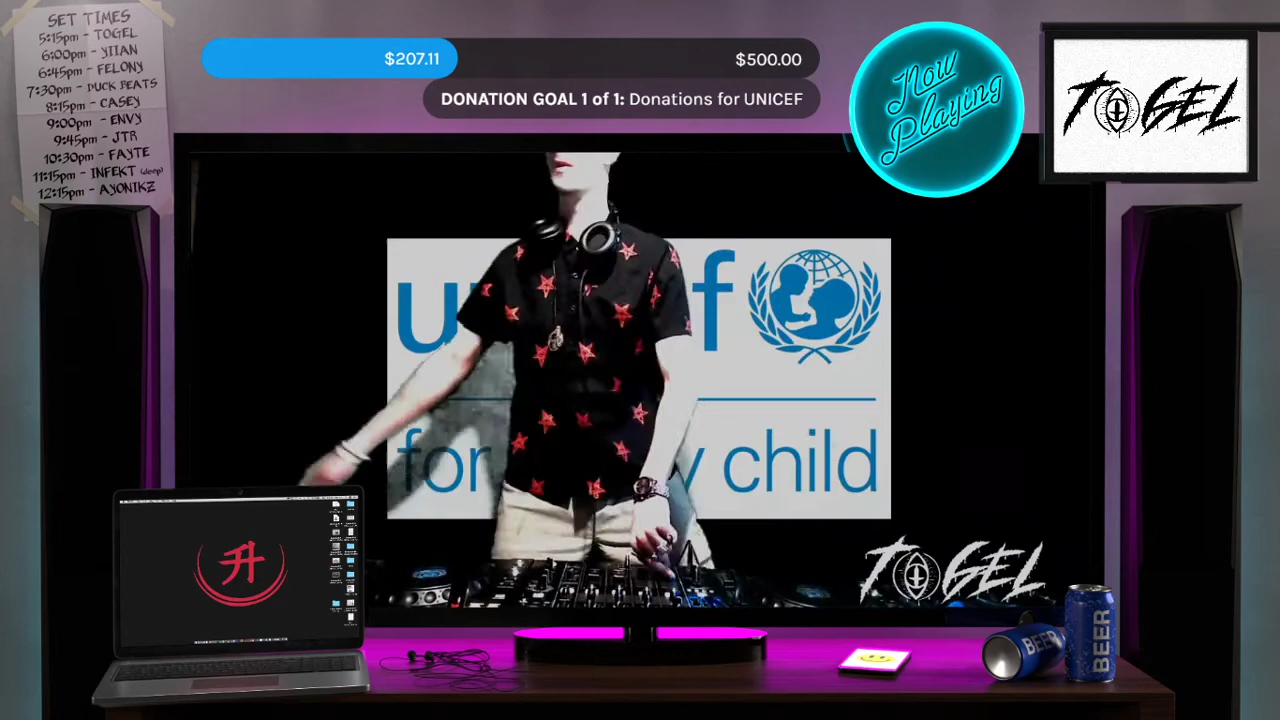 SET TIMES
5:15pm - TOGEL
6:00pm - YIIAN
6:45pm - FELONY
7:30pm - DUCK BEATS
8:15pm - CASEY
9:00pm - ENVY
9:45pm - JTR
10:30pm - FAYTE
11:15pm - INFEKT (deep)
12:15pm - AYONIKZ
$207.11 $500.00
DONATION GOAL 1 of 1: Donations for UNICEF
Now
Playing
TOGEL
u f
for y child
升
TOGEL
BEER
BEER